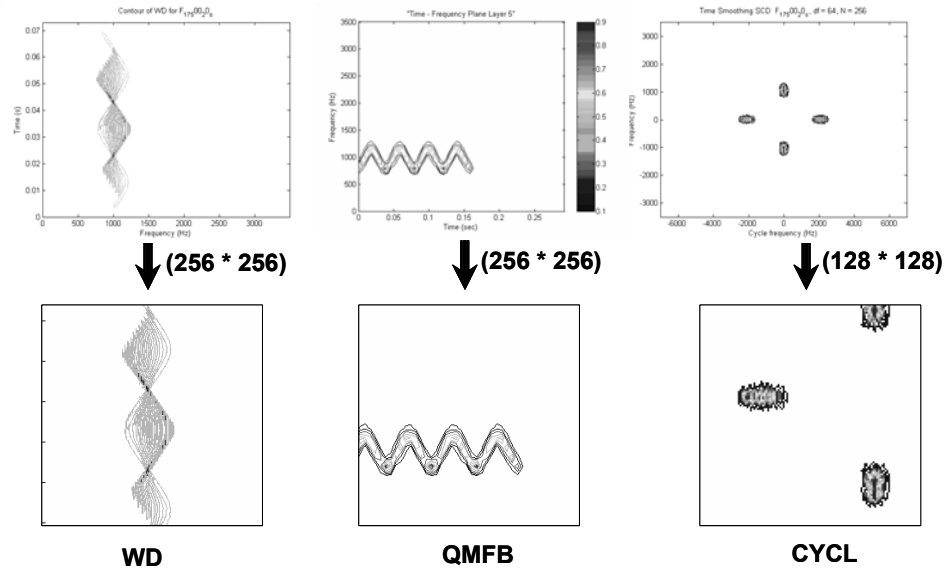 Contour of WD for F₁₇₅00₂0ₛ
0.07
0.06
0.05
0.04
0.03
0.02
0.01
0
Time (s)
0 500 1000 1500 2000 2500 3000
Frequency (Hz)
"Time - Frequency Plane Layer 5"
3500
3000
2500
2000
1500
1000
500
0
Frequency (Hz)
0 0.05 0.1 0.15 0.2 0.25
Time (sec)
0.9
0.8
0.7
0.6
0.5
0.4
0.3
0.2
0.1
Time Smoothing SCD F₁₇₅00₂0ₛ, df = 64, N = 256
3000
2000
1000
0
-1000
-2000
-3000
Frequency (Hz)
-6000 -4000 -2000 0 2000 4000 6000
Cycle frequency (Hz)
(256 * 256)
(256 * 256)
(128 * 128)
WD
QMFB
CYCL